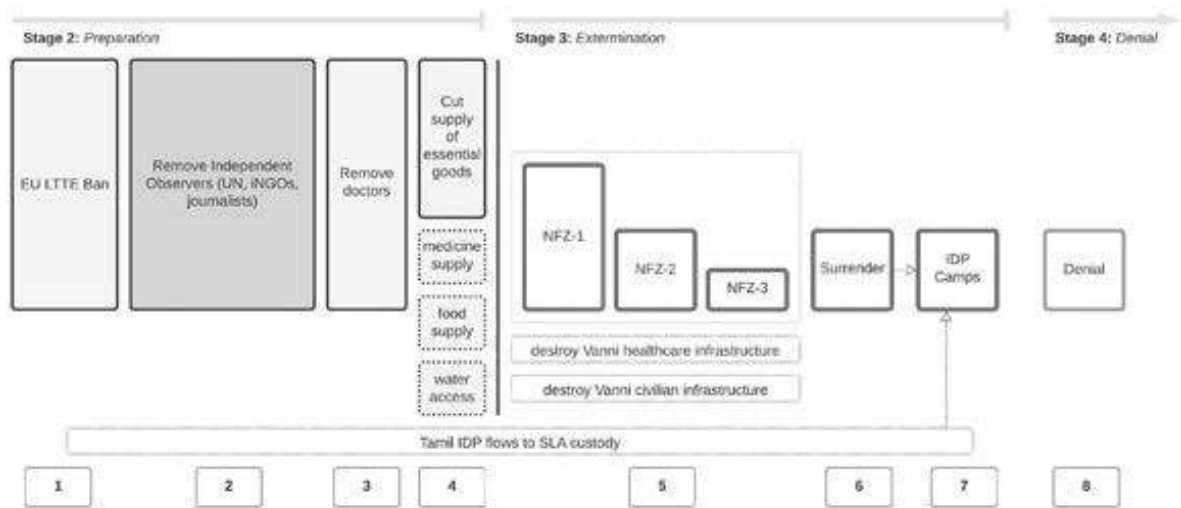 Stage 2: Preparation
Stage 3: Extermination
Stage 4: Denial
EU LTTE Ban
Remove Independent
Observers (UN, iNGOs,
journalists)
Remove
doctors
Cut
supply
of
essential
goods
medicine
supply
food
supply
water
access
NFZ-1
NFZ-2
NFZ-3
destroy Vanni healthcare infrastructure
destroy Vanni civilian infrastructure
Surrender
IDP
Camps
Denial
Tamil IDP flows to SLA custody
1
2
3
4
5
6
7
8